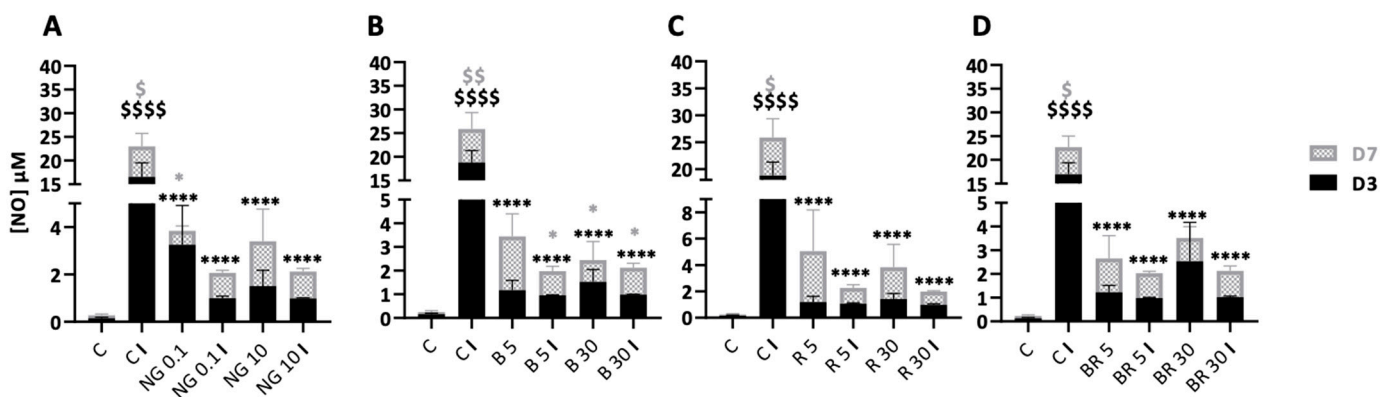 A
[NO] µM
40
35
30
25
20
15
4
2
0
$
$$$$
*
****
****
****
****
C
C I
NG 0.1
NG 0.1 I
NG 10
NG 10 I
B
40
35
30
25
20
15
5
4
3
2
1
0
$$
$$$$
****
*
****
*
****
*
****
C
C I
B 5
B 5 I
B 30
B 30 I
C
40
35
30
25
20
8
6
4
2
0
$
$$$$
****
****
****
****
C
C I
R 5
R 5 I
R 30
R 30 I
D
40
35
30
25
20
15
5
4
3
2
1
0
$
$$$$
****
****
****
****
C
C I
BR 5
BR 5 I
BR 30
BR 30 I
D7
D3